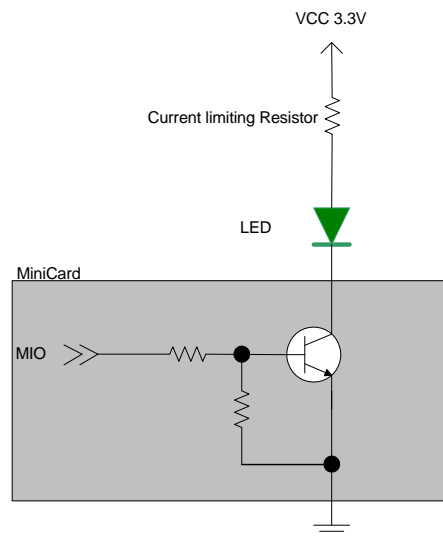 VCC 3.3V
Current limiting Resistor
LED
MiniCard
MIO